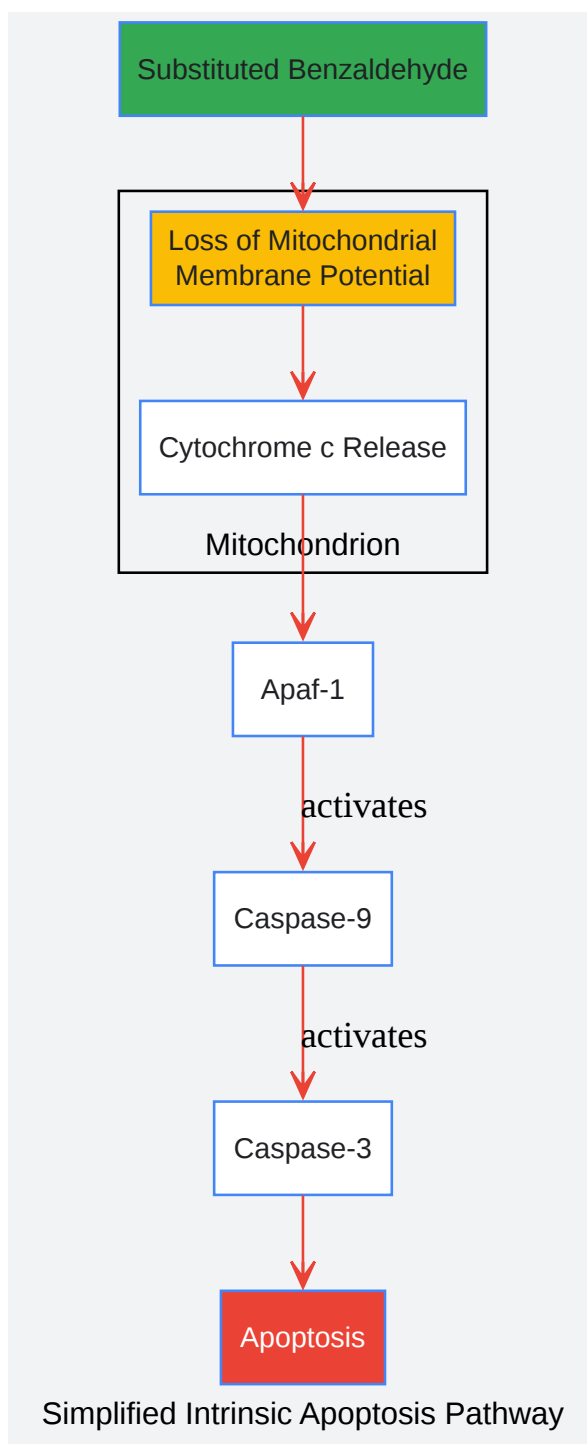 Substituted Benzaldehyde
Loss of Mitochondrial
Membrane Potential
Cytochrome c Release
Mitochondrion
Apaf-1
activates
Caspase-9
activates
Caspase-3
Apoptosis
Simplified Intrinsic Apoptosis Pathway